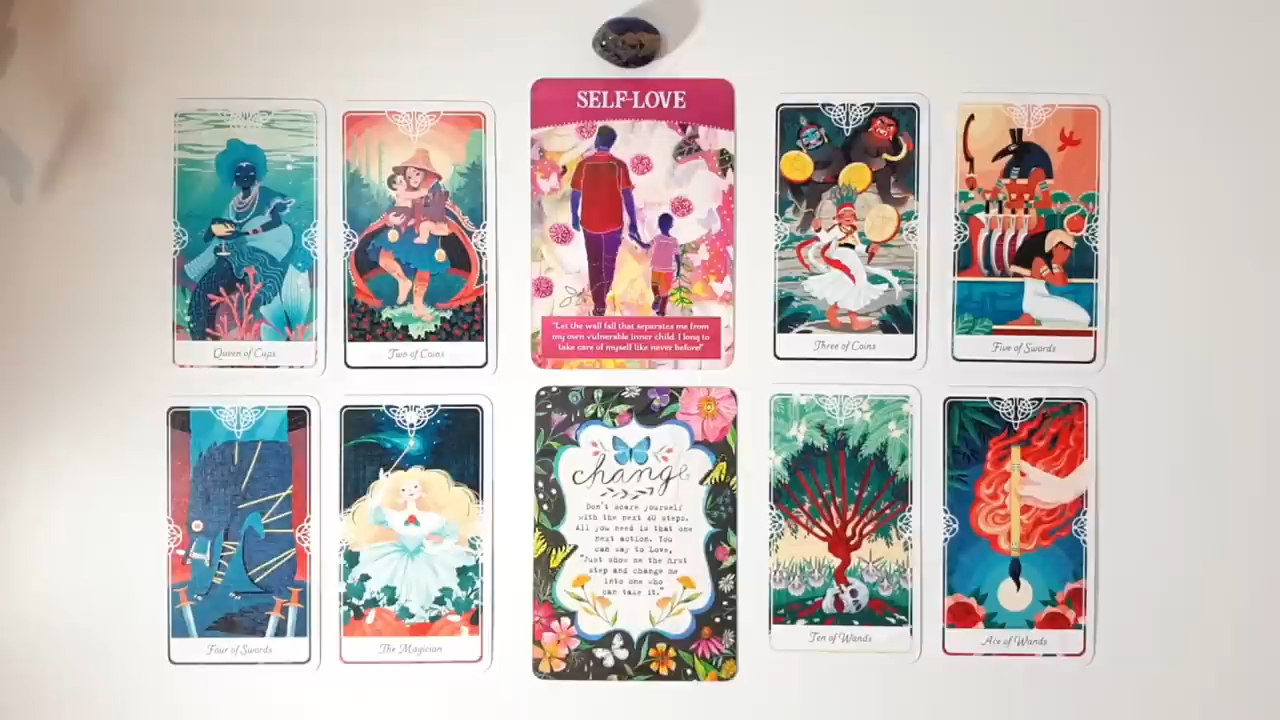 Queen of Cups
Two of Coins
SELF-LOVE
"Let the wall fall that separates me from
my own vulnerable inner child. I long to
take care of myself like never before!"
Three of Coins
Five of Swords
Four of Swords
The Magician
change
Don't scare yourself
with the next 40 steps.
All you need is that one
next action. You
can say to Love,
"Just show me the first
step and change me
into one who
can take it."
Ten of Wands
Ace of Wands